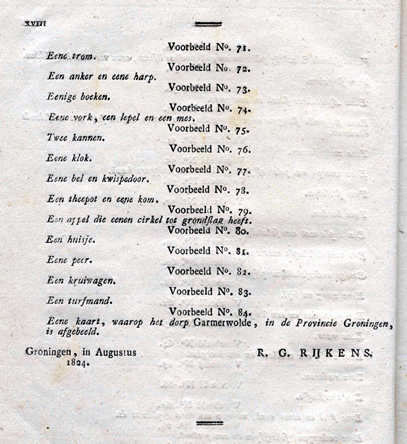 XVIII
Voorbeeld No. 71.
Eene trom.
Voorbeeld No. 72.
Een anker en eene harp.
Voorbeeld No. 73.
Eenige boeken.
Voorbeeld No. 74.
Eene vork, een lepel en een mes.
Voorbeeld No. 75.
Twee kannen.
Voorbeeld No. 76.
Eene klok.
Voorbeeld No. 77.
Eene bel en kwispedoor.
Voorbeeld No. 78.
Een theepot en eene kom.
Voorbeeld No. 79.
Een appel die eenen cirkel tot grondslag heeft.
Voorbeeld No. 80.
Een huisje.
Voorbeeld No. 81.
Eene peer.
Voorbeeld No. 82.
Een kruiwagen.
Voorbeeld No. 83.
Een turfmand.
Voorbeeld No. 84.
Eene kaart, waarop het dorp Garmerwolde, in de Provincie Groningen,
is afgebeeld.
Groningen, in Augustus R. G. RIJKENS.
1824.